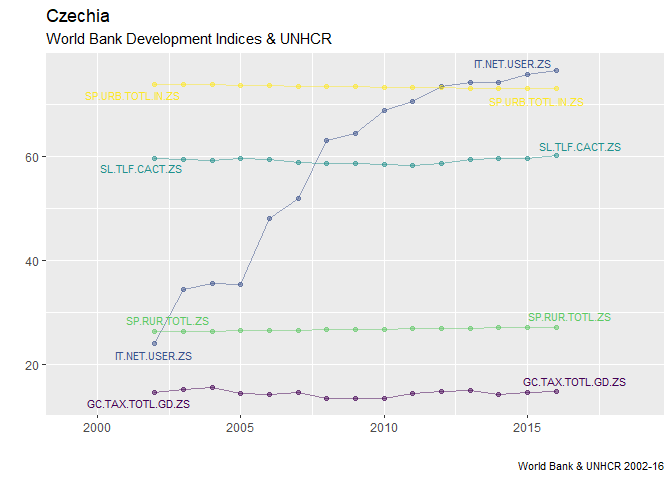 Czechia
World Bank Development Indices & UNHCR
IT.NET.USER.ZS
SP.URB.TOTL.IN.ZS
SP.URB.TOTL.IN.ZS
60
SL.TLF.CACT.ZS
SL.TLF.CACT.ZS
40
SP.RUR.TOTL.ZS
SP.RUR.TOTL.ZS
IT.NET.USER.ZS
20
GC.TAX.TOTL.GD.ZS
GC.TAX.TOTL.GD.ZS
2000 2005 2010 2015
World Bank & UNHCR 2002-16